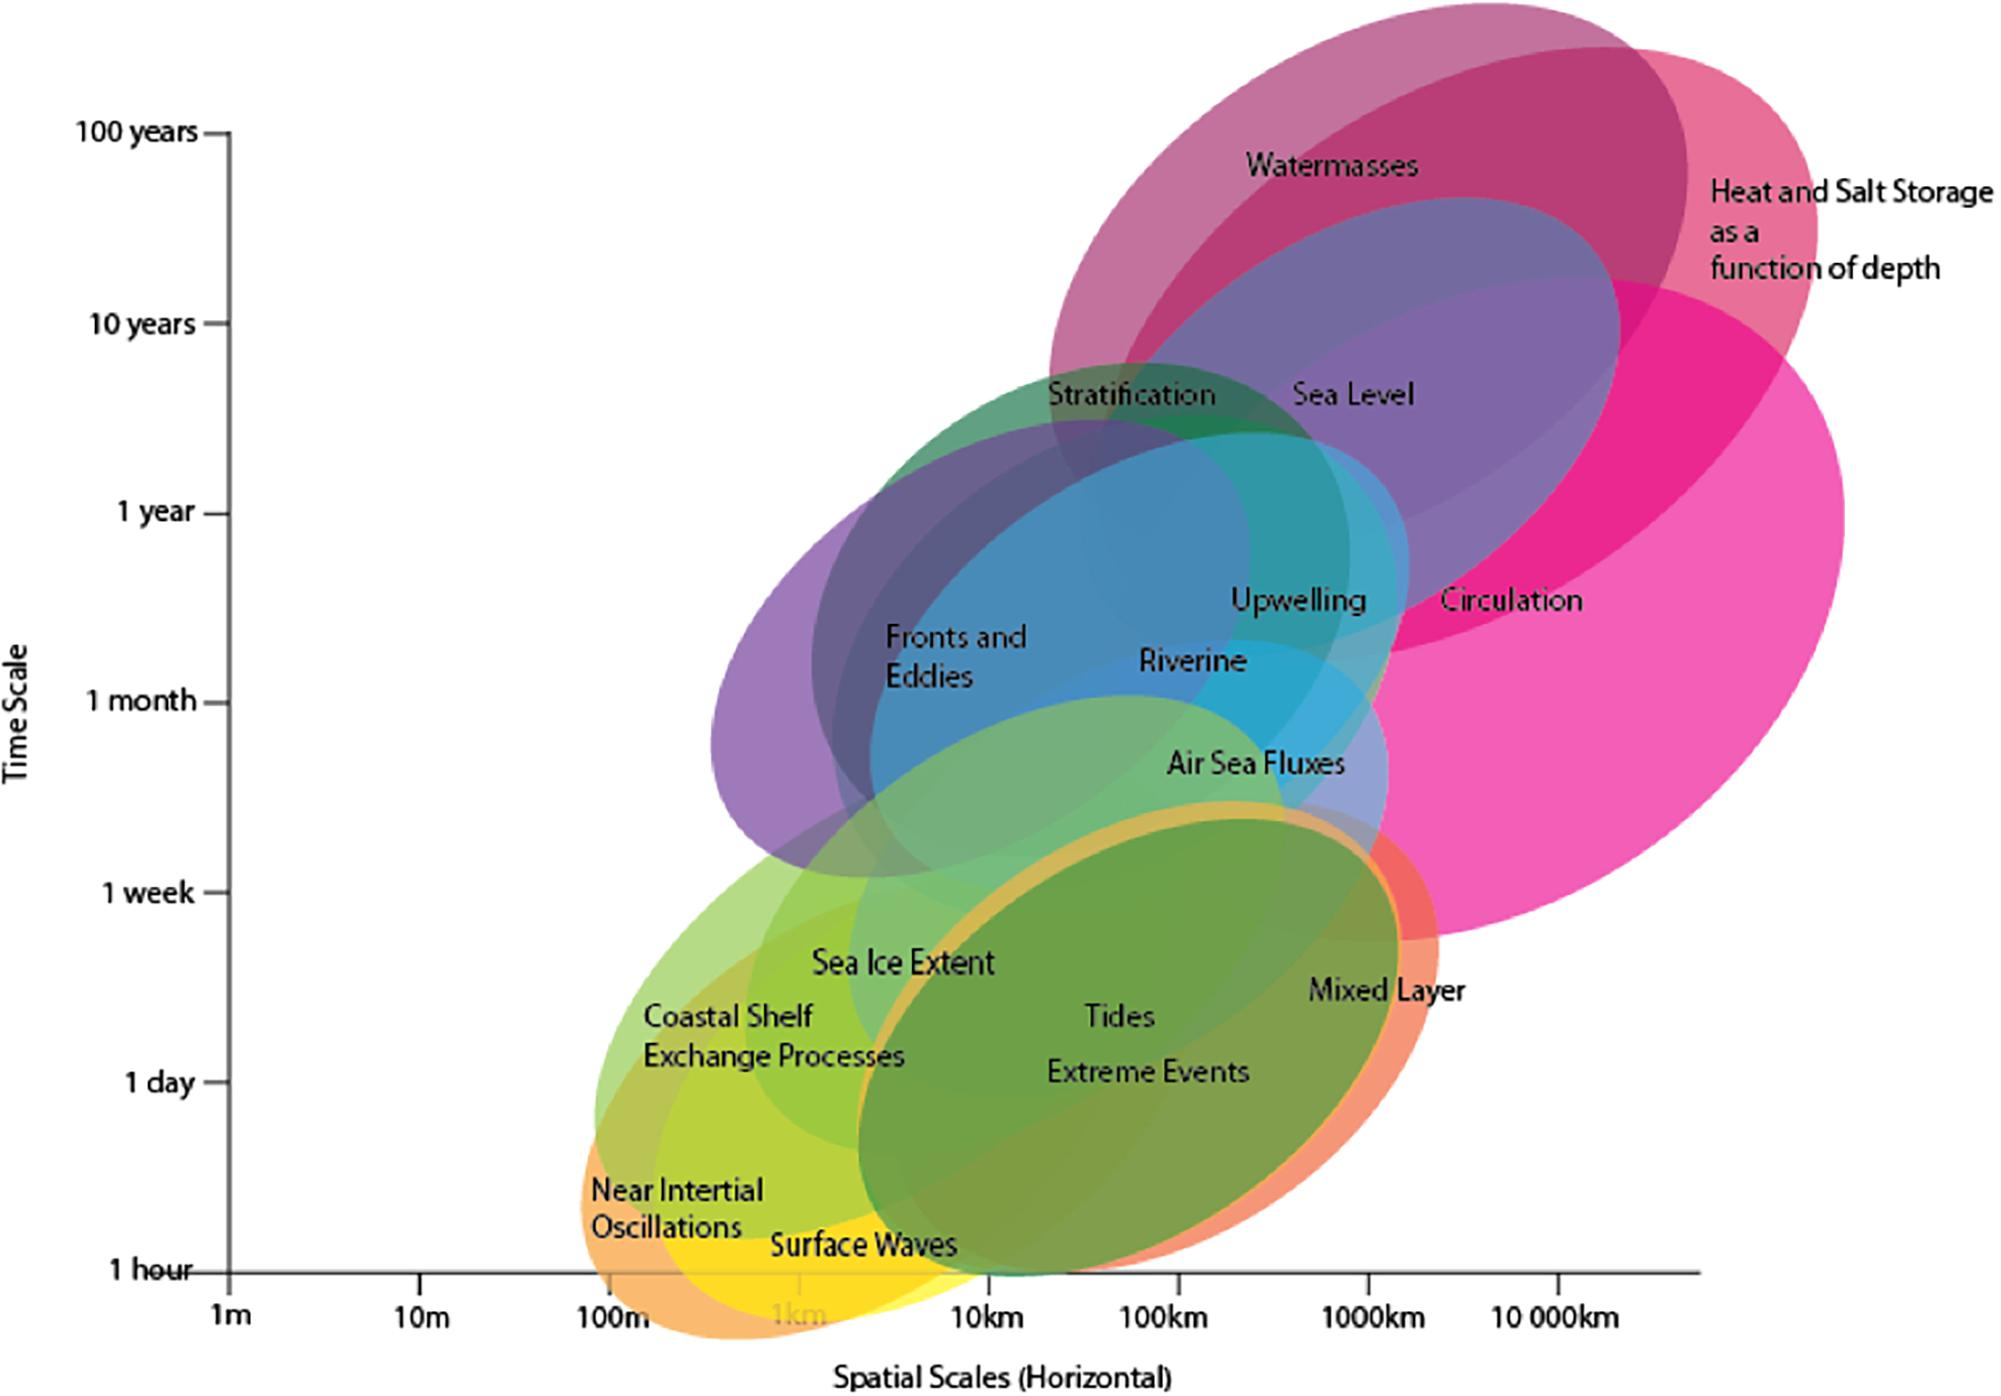 100 years
10 years
1 year
1 month
1 week
1 day
1 hour
Time Scale
Watermasses
Heat and Salt Storage
as a
function of depth
Stratification
Sea Level
Upwelling
Circulation
Fronts and
Eddies
Riverine
Air Sea Fluxes
Sea Ice Extent
Mixed Layer
Coastal Shelf
Exchange Processes
Tides
Extreme Events
Near Intertial
Oscillations
Surface Waves
1m
10m
100m
1km
10km
100km
1000km
10 000km
Spatial Scales (Horizontal)